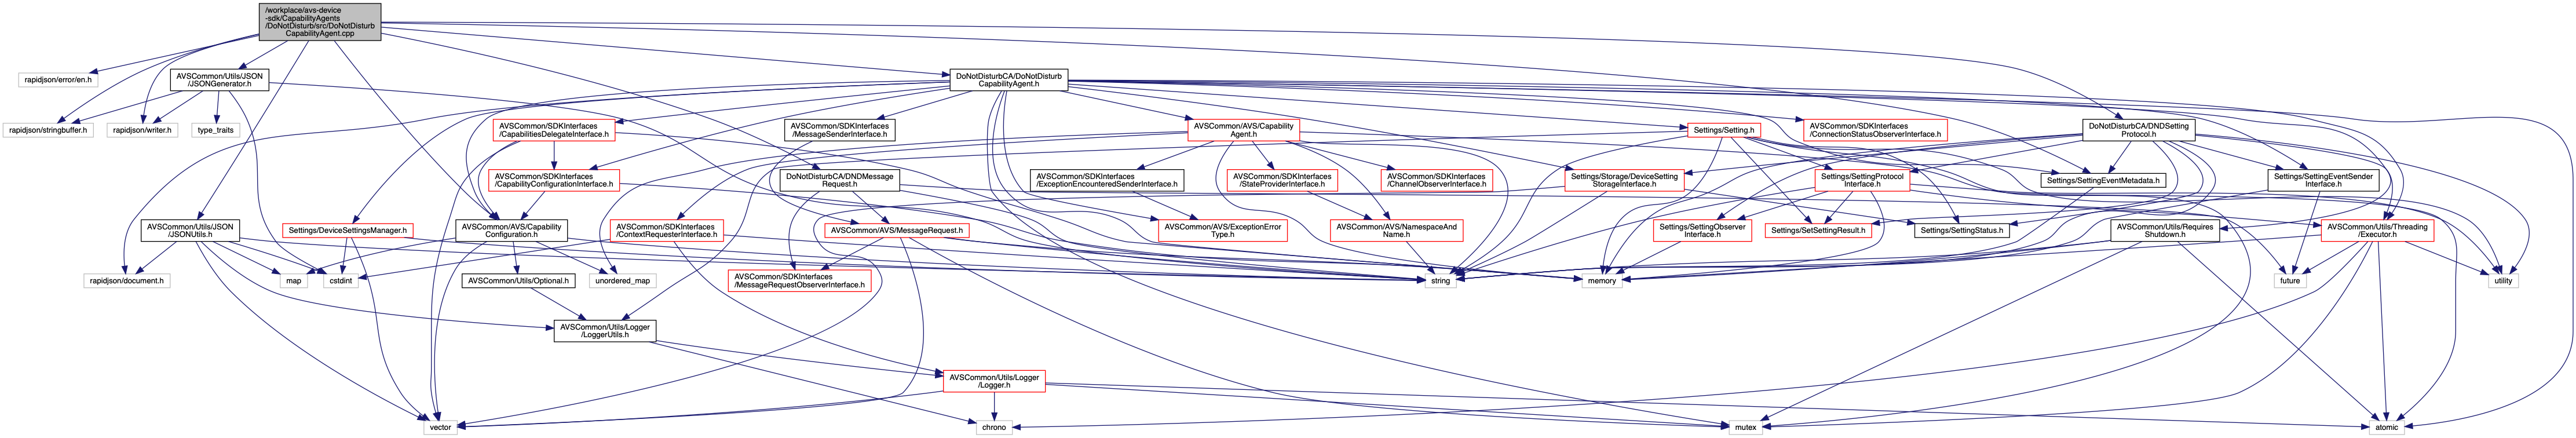 /workplace/avs-device
-sdk/CapabilityAgents
/DoNotDisturb/src/DoNotDisturb
CapabilityAgent.cpp
rapidjson/error/en.h
AVSCommon/Utils/JSON
/JSONGenerator.h
DoNotDisturbCA/DoNotDisturb
CapabilityAgent.h
rapidjson/stringbuffer.h
rapidjson/writer.h
type_traits
AVSCommon/SDKInterfaces
/CapabilitiesDelegateInterface.h
AVSCommon/SDKInterfaces
/MessageSenderInterface.h
AVSCommon/AVS/Capability
Agent.h
Settings/Setting.h
AVSCommon/SDKInterfaces
/ConnectionStatusObserverInterface.h
DoNotDisturbCA/DNDSetting
Protocol.h
AVSCommon/SDKInterfaces
/CapabilityConfigurationInterface.h
DoNotDisturbCA/DNDMessage
Request.h
AVSCommon/SDKInterfaces
/ExceptionEncounteredSenderInterface.h
AVSCommon/SDKInterfaces
/StateProviderInterface.h
AVSCommon/SDKInterfaces
/ChannelObserverInterface.h
Settings/Storage/DeviceSetting
StorageInterface.h
Settings/SettingProtocol
Interface.h
Settings/SettingEventMetadata.h
Settings/SettingEventSender
Interface.h
AVSCommon/Utils/JSON
/JSONUtils.h
Settings/DeviceSettingsManager.h
AVSCommon/AVS/Capability
Configuration.h
AVSCommon/SDKInterfaces
/ContextRequesterInterface.h
AVSCommon/AVS/MessageRequest.h
AVSCommon/AVS/ExceptionError
Type.h
AVSCommon/AVS/NamespaceAnd
Name.h
Settings/SettingObserver
Interface.h
Settings/SetSettingResult.h
Settings/SettingStatus.h
AVSCommon/Utils/Requires
Shutdown.h
AVSCommon/Utils/Threading
/Executor.h
rapidjson/document.h
map
cstdint
AVSCommon/Utils/Optional.h
unordered_map
AVSCommon/SDKInterfaces
/MessageRequestObserverInterface.h
string
memory
future
utility
AVSCommon/Utils/Logger
/LoggerUtils.h
AVSCommon/Utils/Logger
/Logger.h
vector
chrono
mutex
atomic